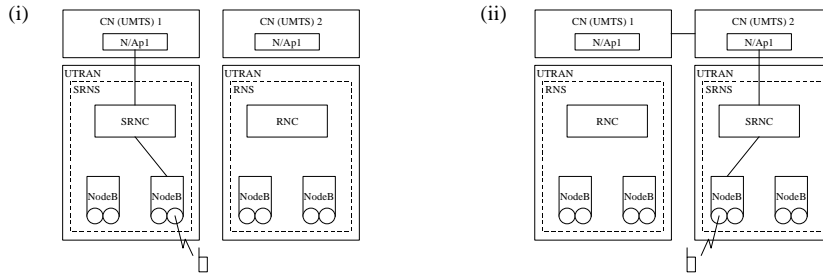 (i)
CN (UMTS) 1
N/Ap1
CN (UMTS) 2
N/Ap1
UTRAN
SRNS
SRNC
NodeB
NodeB
UTRAN
RNS
RNC
NodeB
NodeB
(ii)
CN (UMTS) 1
N/Ap1
CN (UMTS) 2
N/Ap1
UTRAN
RNS
RNC
NodeB
NodeB
UTRAN
SRNS
SRNC
NodeB
NodeB